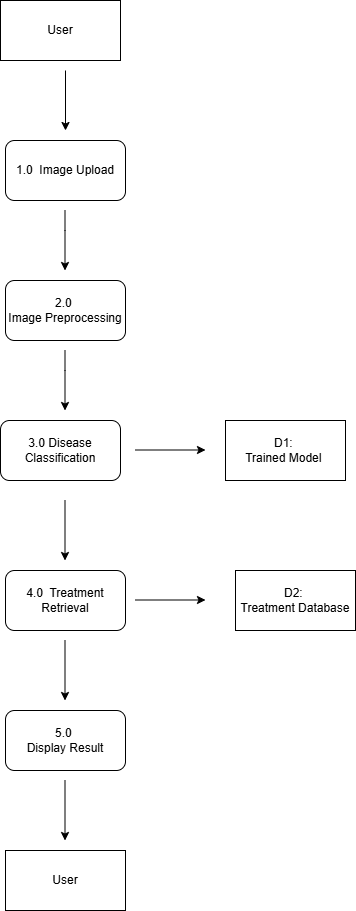 User
1.0 Image Upload
2.0
Image Preprocessing
3.0 Disease
Classification
D1:
Trained Model
4.0 Treatment
Retrieval
D2:
Treatment Database
5.0
Display Result
User